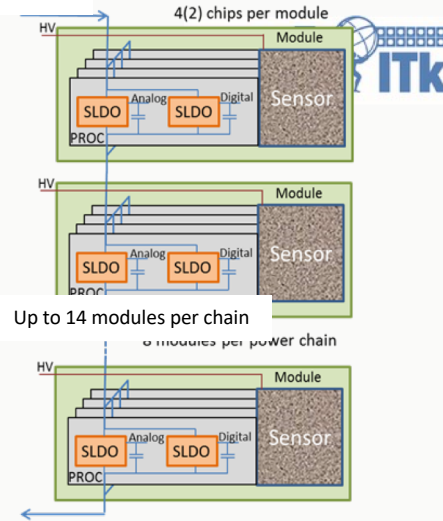 4(2) chips per module
HV
Module
ITk
Analog
Digital
SLDO
SLDO
Sensor
PROC
HV
Module
Analog
Digital
SLDO
SLDO
Sensor
PROC
Up to 14 modules per chain
8 modules per power chain
HV
Module
Analog
Digital
SLDO
SLDO
Sensor
PROC